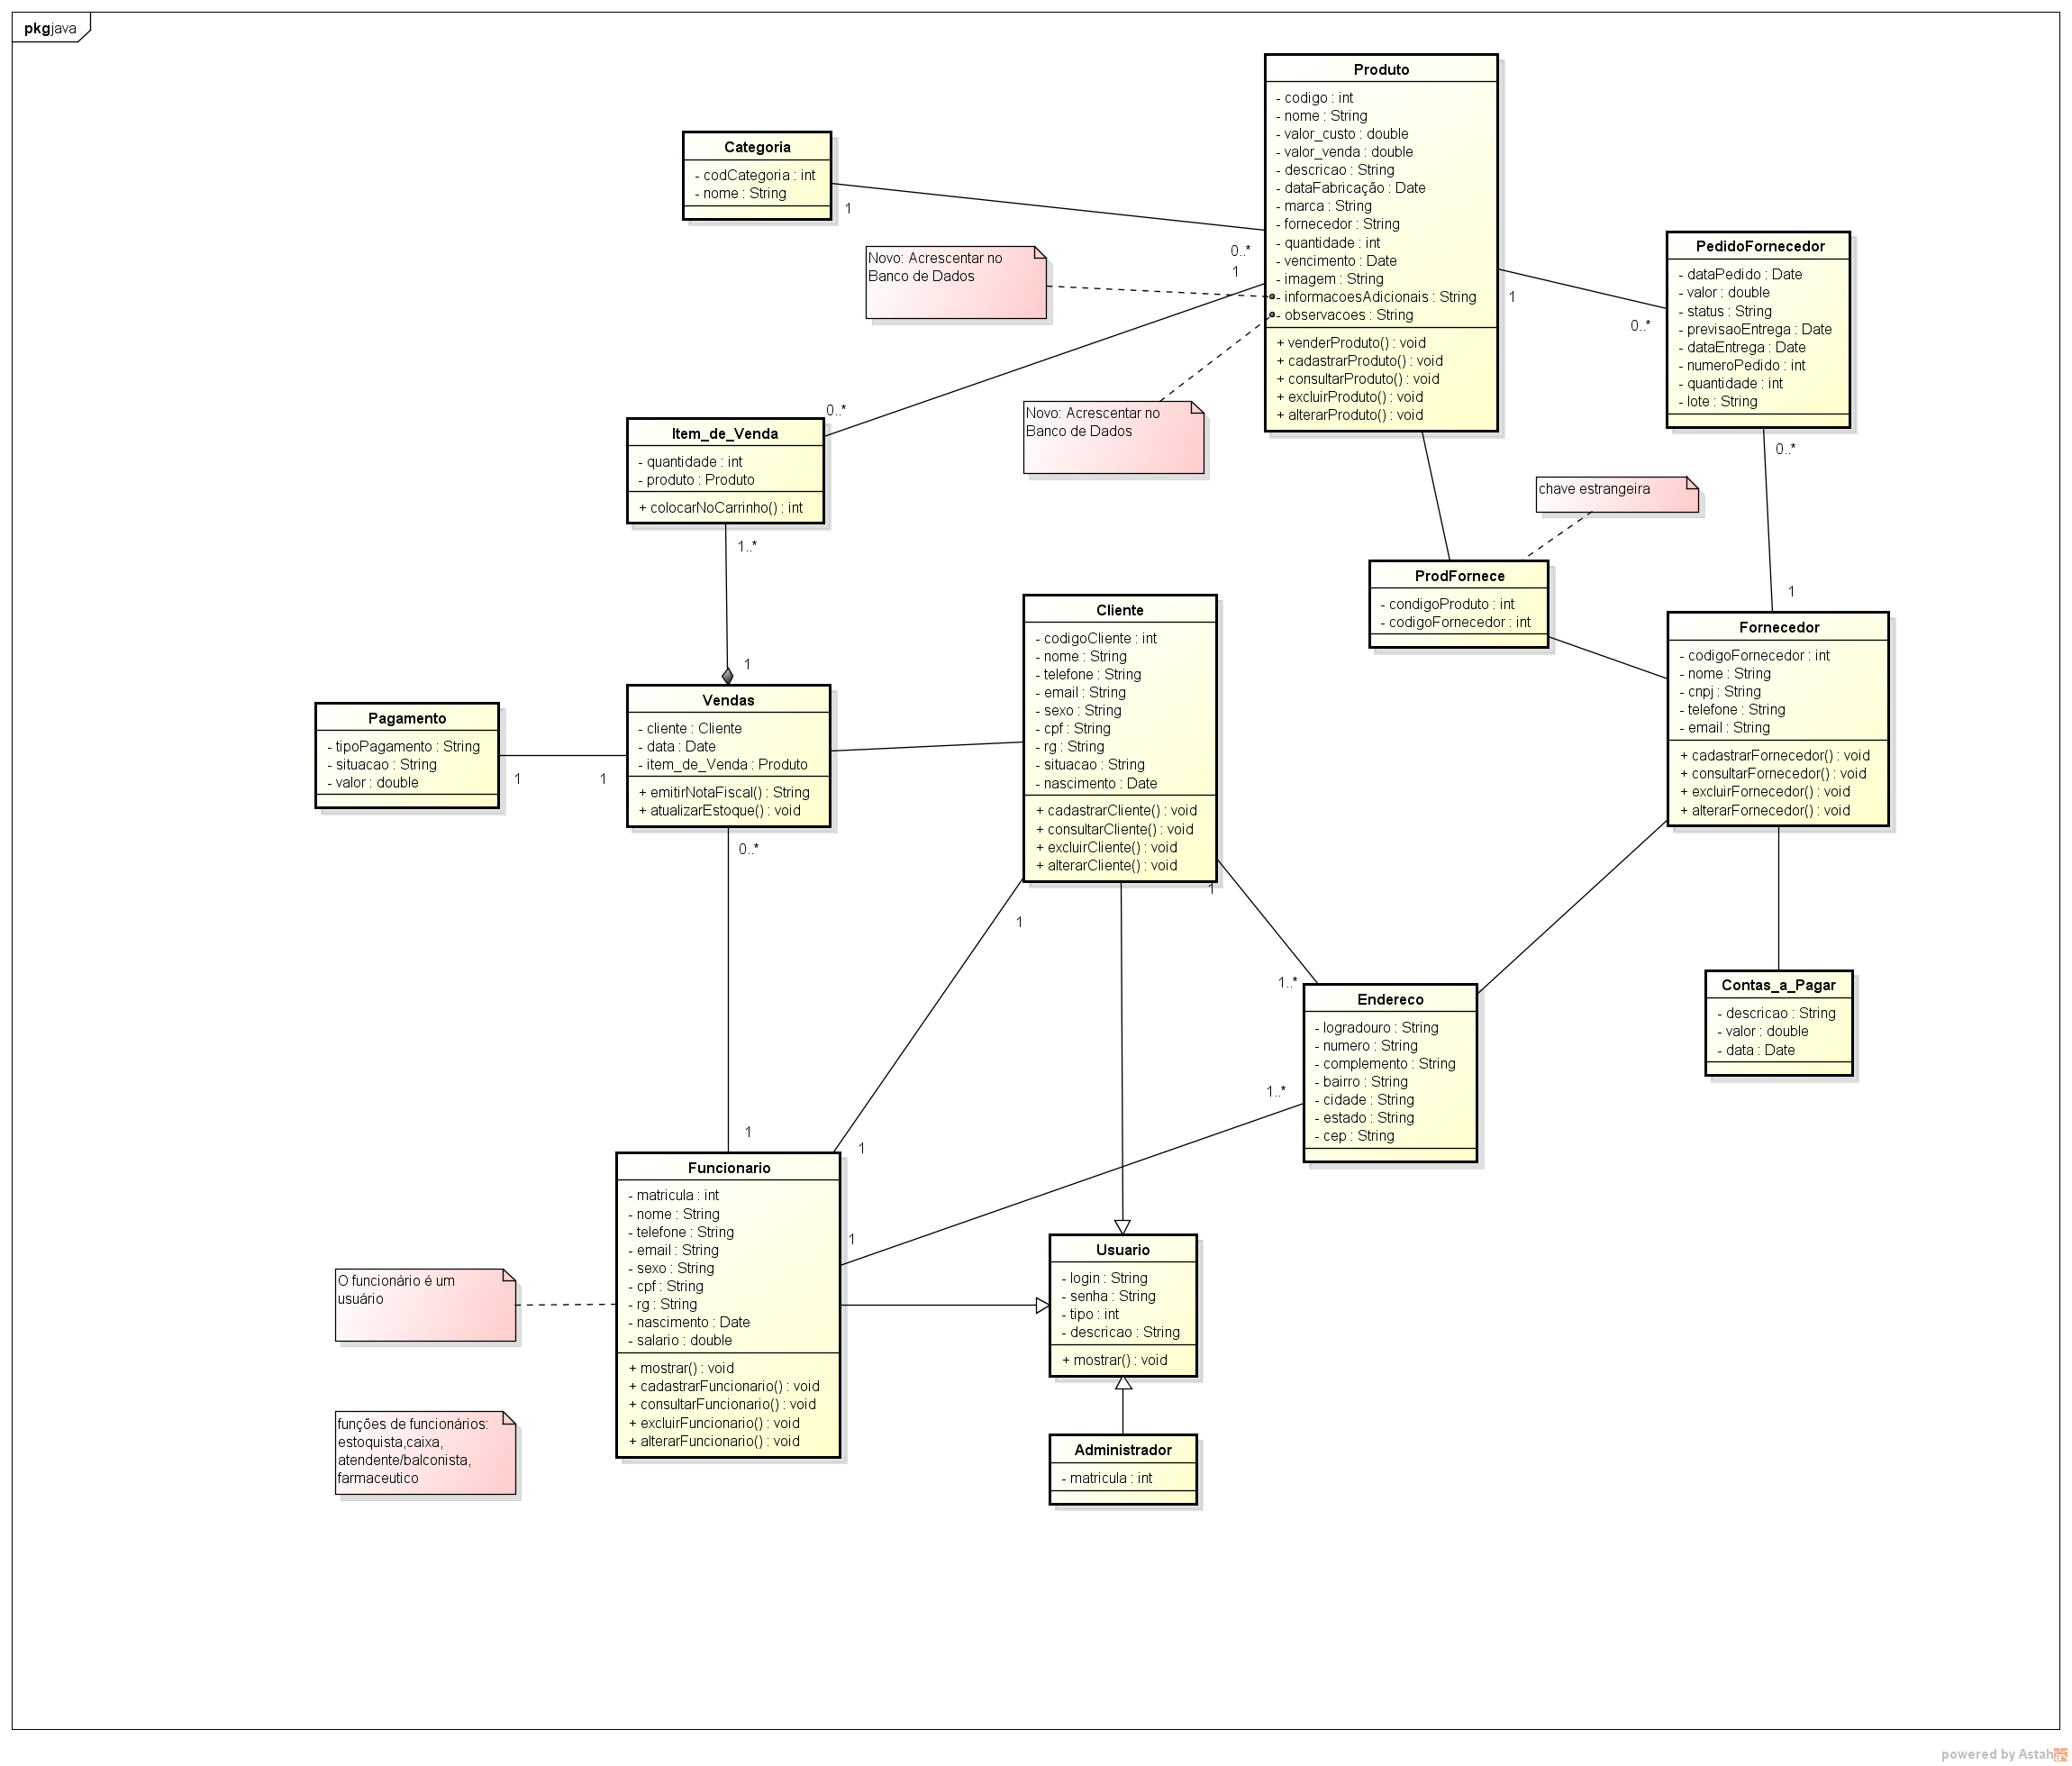 pkgjava
Produto
- codigo : int
- nome : String
- valor_custo : double
- valor_venda : double
- descricao : String
- dataFabricação : Date
- marca : String
- fornecedor : String
- quantidade : int
- vencimento : Date
- imagem : String
- informacoesAdicionais : String
- observacoes : String
+ venderProduto() : void
+ cadastrarProduto() : void
+ consultarProduto() : void
+ excluirProduto() : void
+ alterarProduto() : void
Categoria
- codCategoria : int
- nome : String
1
0..*
1
Novo: Acrescentar no
Banco de Dados
PedidoFornecedor
- dataPedido : Date
- valor : double
- status : String
- previsaoEntrega : Date
- dataEntrega : Date
- numeroPedido : int
- quantidade : int
- lote : String
1
0..*
0..*
Novo: Acrescentar no
Banco de Dados
Item_de_Venda
- quantidade : int
- produto : Produto
+ colocarNoCarrinho() : int
0..*
1..*
1
chave estrangeira
ProdFornece
- condigoProduto : int
- codigoFornecedor : int
1
Fornecedor
- codigoFornecedor : int
- nome : String
- cnpj : String
- telefone : String
- email : String
+ cadastrarFornecedor() : void
+ consultarFornecedor() : void
+ excluirFornecedor() : void
+ alterarFornecedor() : void
Cliente
- codigoCliente : int
- nome : String
- telefone : String
- email : String
- sexo : String
- cpf : String
- rg : String
- situacao : String
- nascimento : Date
+ cadastrarCliente() : void
+ consultarCliente() : void
+ excluirCliente() : void
+ alterarCliente() : void
Vendas
- cliente : Cliente
- data : Date
- item_de_Venda : Produto
+ emitirNotaFiscal() : String
+ atualizarEstoque() : void
Pagamento
- tipoPagamento : String
- situacao : String
- valor : double
1
1
0..*
1
1
1
1
1..*
Endereco
- logradouro : String
- numero : String
- complemento : String
- bairro : String
- cidade : String
- estado : String
- cep : String
1..*
Contas_a_Pagar
- descricao : String
- valor : double
- data : Date
Funcionario
- matricula : int
- nome : String
- telefone : String
- email : String
- sexo : String
- cpf : String
- rg : String
- nascimento : Date
- salario : double
+ mostrar() : void
+ cadastrarFuncionario() : void
+ consultarFuncionario() : void
+ excluirFuncionario() : void
+ alterarFuncionario() : void
1
O funcionário é um
usuário
funções de funcionários:
estoquista,caixa,
atendente/balconista,
farmaceutico
Usuario
- login : String
- senha : String
- tipo : int
- descricao : String
+ mostrar() : void
Administrador
- matricula : int
powered by Astah